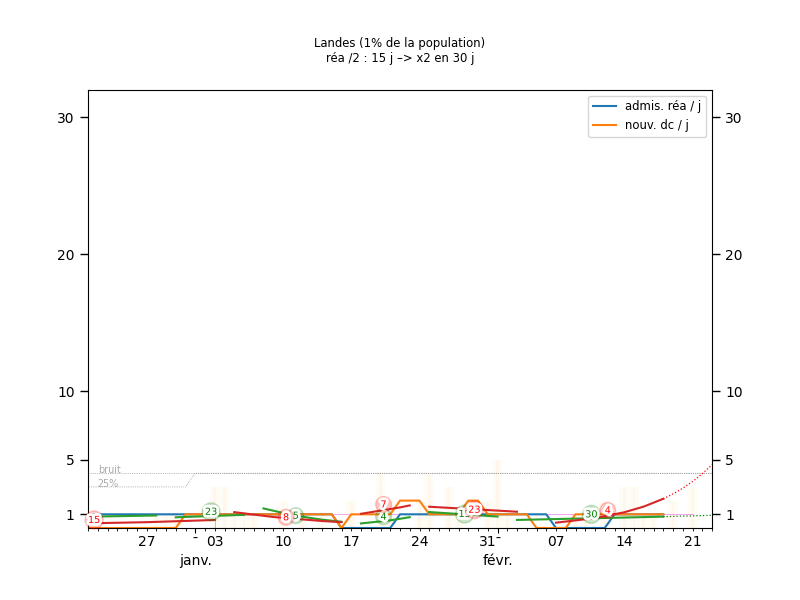 Landes (1% de la population)
réa /2 : 15 j –> x2 en 30 j
admis. réa / j
nouv. dc / j
30 30
20 20
10 10
5 5
bruit
25%
1 1
15 23 8 5 7 4 23 30 4
27 03 10 17 24 31 07 14 21
janv. févr.